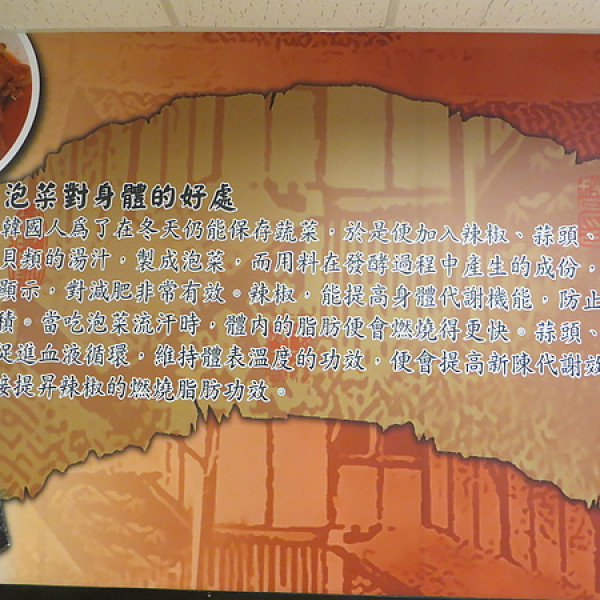 泡菜對身體的好處
韓國人爲了在冬天仍能保存蔬菜，於是便加入辣椒、蒜頭、
貝類的湯汁，製成泡菜，而用料在發酵過程中產生的成份，
顯示，對減肥非常有效。辣椒，能提高身體代謝機能，防止
積。當吃泡菜流汗時，體內的脂肪便會燃燒得更快。蒜頭、
促進血液循環，維持體表溫度的功效，便會提高新陳代謝效
接提昇辣椒的燃燒脂肪功效。